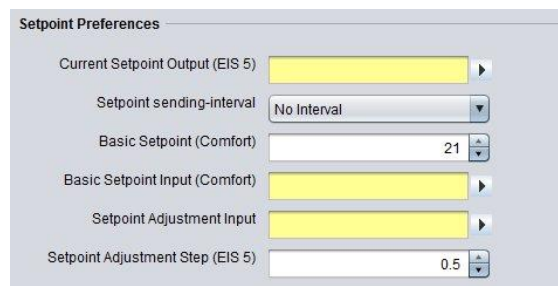 Setpoint Preferences
Current Setpoint Output (EIS 5)
Setpoint sending-interval No Interval
Basic Setpoint (Comfort) 21
Basic Setpoint Input (Comfort)
Setpoint Adjustment Input
Setpoint Adjustment Step (EIS 5) 0.5